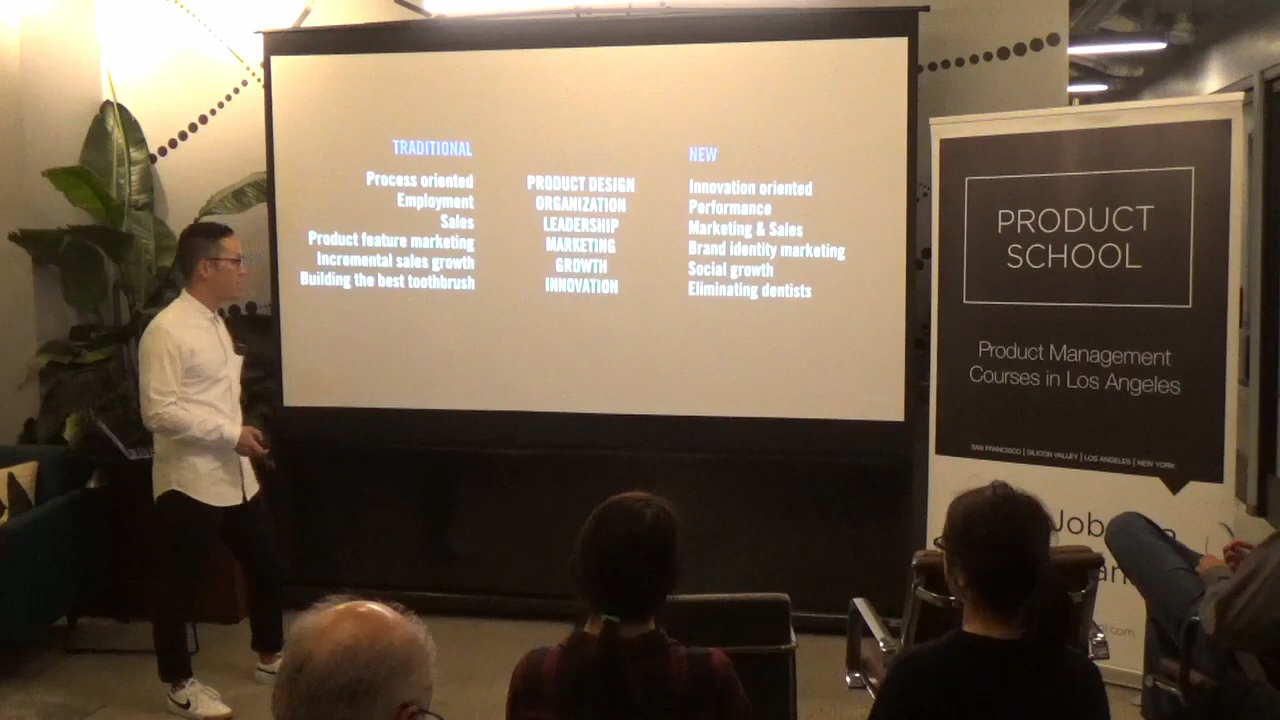 TRADITIONAL
NEW
Process oriented PRODUCT DESIGN Innovation oriented
Employment ORGANIZATION Performance
Sales LEADERSHIP Marketing & Sales
Product feature marketing MARKETING Brand identity marketing
Incremental sales growth GROWTH Social growth
Building the best toothbrush INNOVATION Eliminating dentists
PRODUCT
SCHOOL
Product Management
Courses in Los Angeles
SAN FRANCISCO | SILICON VALLEY | LOS ANGELES | NEW YORK